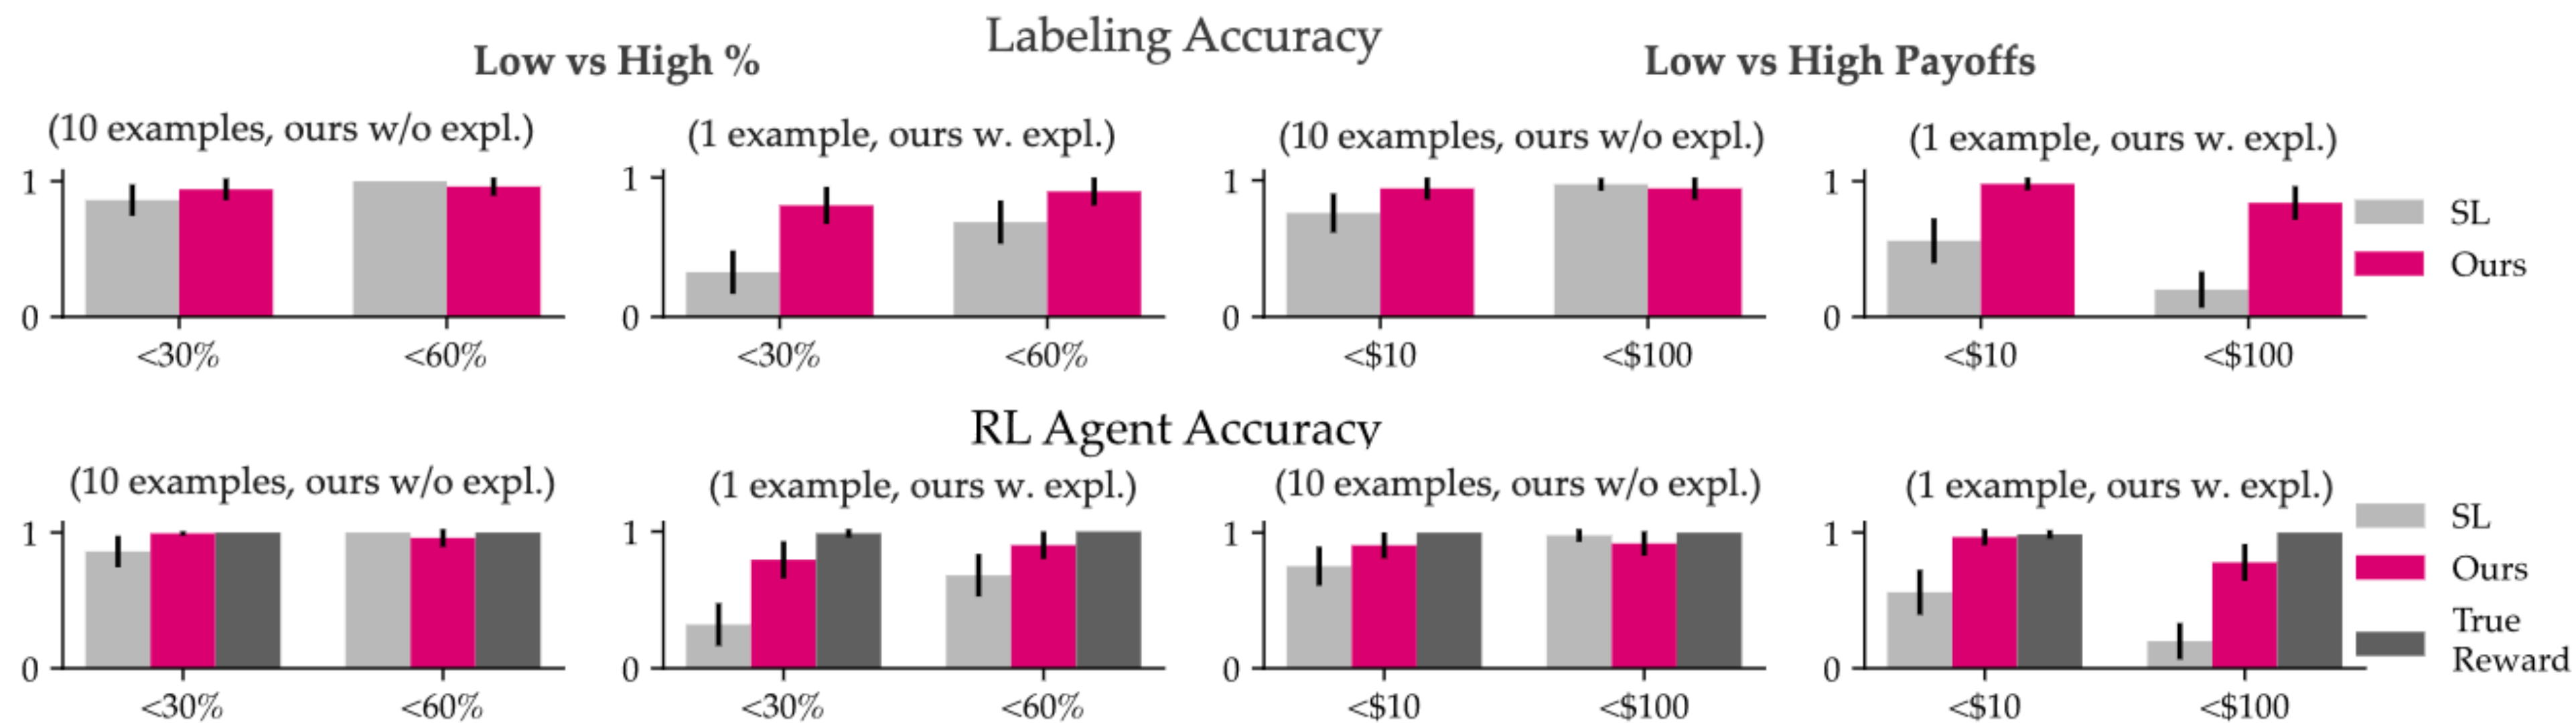 Labeling Accuracy
Low vs High %
Low vs High Payoffs
(10 examples, ours w/o expl.)
(1 example, ours w. expl.)
(10 examples, ours w/o expl.)
(1 example, ours w. expl.)
1
0
<30%
<60%
1
0
<30%
<60%
1
0
<$10
<$100
1
0
<$10
<$100
SL
Ours
RL Agent Accuracy
(10 examples, ours w/o expl.)
(1 example, ours w. expl.)
(10 examples, ours w/o expl.)
(1 example, ours w. expl.)
1
0
<30%
<60%
1
0
<30%
<60%
1
0
<$10
<$100
1
0
<$10
<$100
SL
Ours
True
Reward